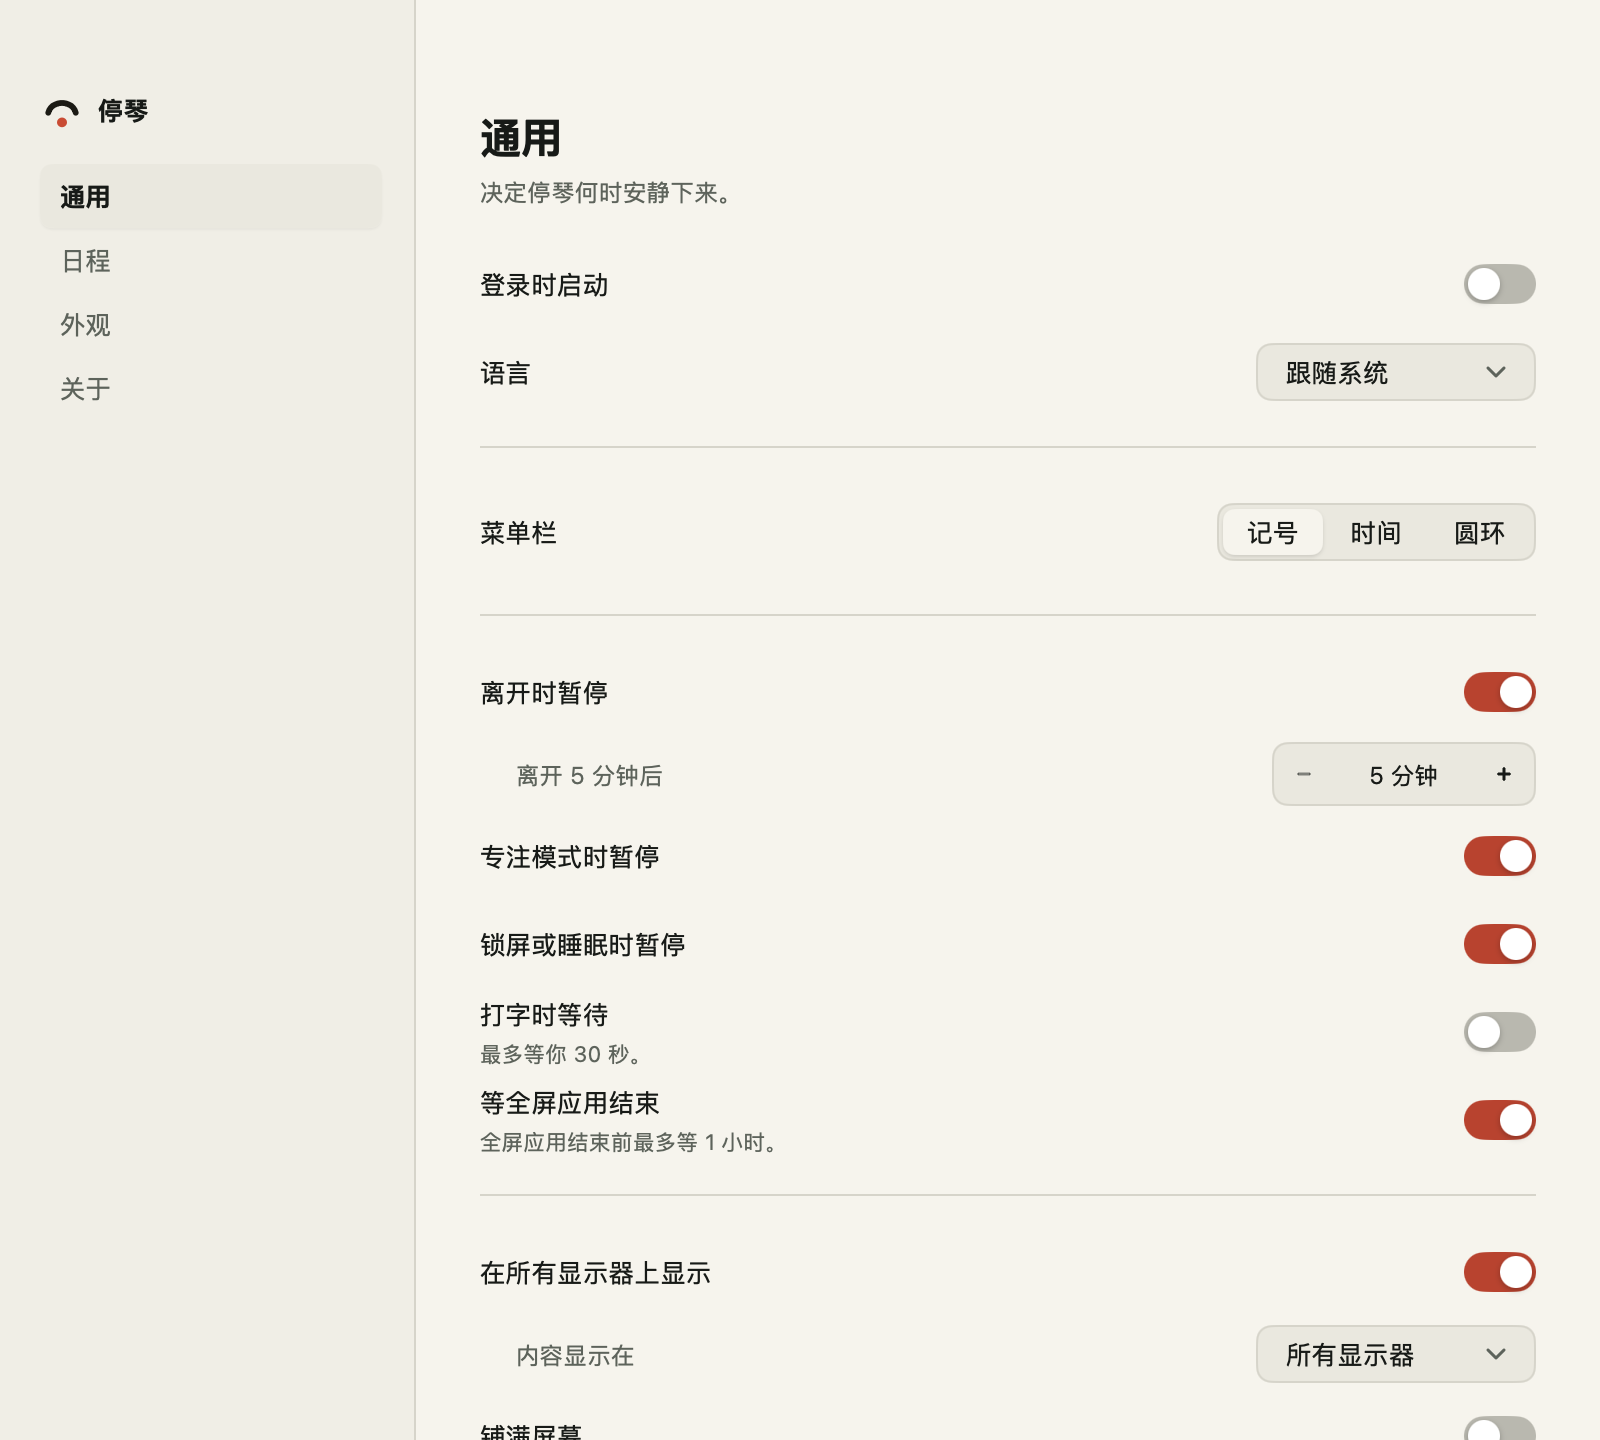 停琴
通用
日程
外观
关于
通用
决定停琴何时安静下来。
登录时启动
语言
跟随系统
菜单栏
记号 时间 圆环
离开时暂停
离开 5 分钟后
− 5 分钟 +
专注模式时暂停
锁屏或睡眠时暂停
打字时等待
最多等你 30 秒。
等全屏应用结束
全屏应用结束前最多等 1 小时。
在所有显示器上显示
内容显示在
所有显示器
铺满屏幕